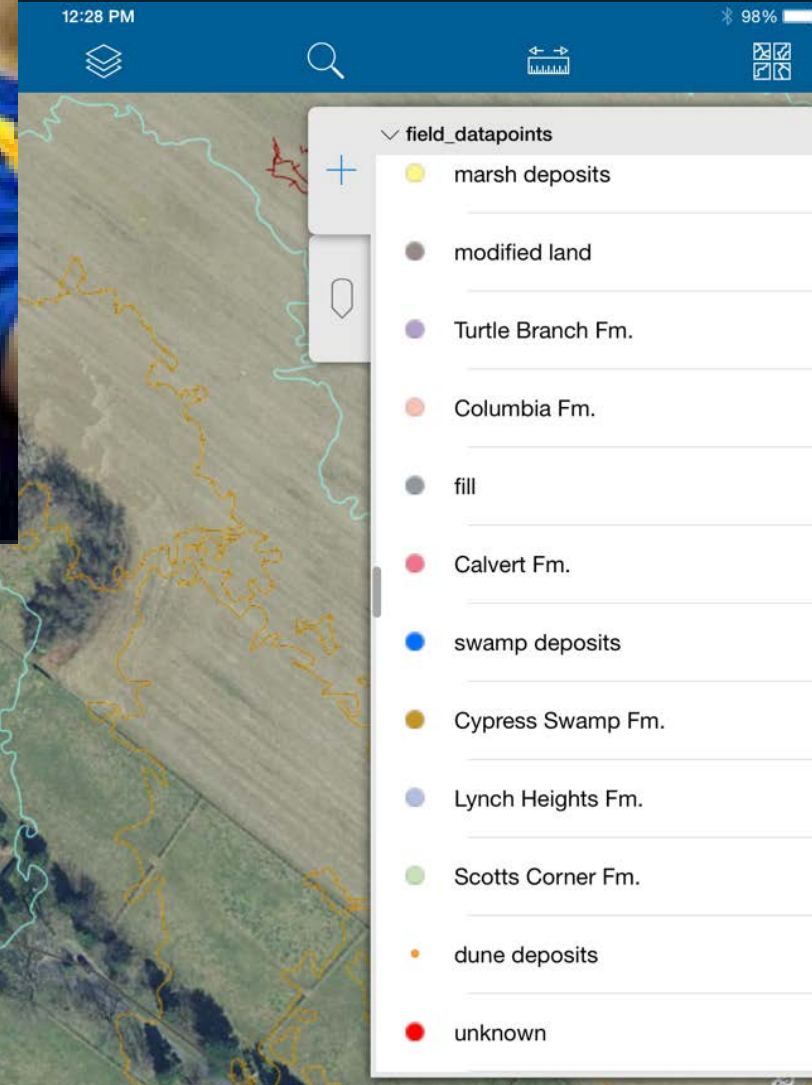 12:28 PM
98%
field_datapoints
marsh deposits
modified land
Turtle Branch Fm.
Columbia Fm.
fill
Calvert Fm.
swamp deposits
Cypress Swamp Fm.
Lynch Heights Fm.
Scotts Corner Fm.
dune deposits
unknown